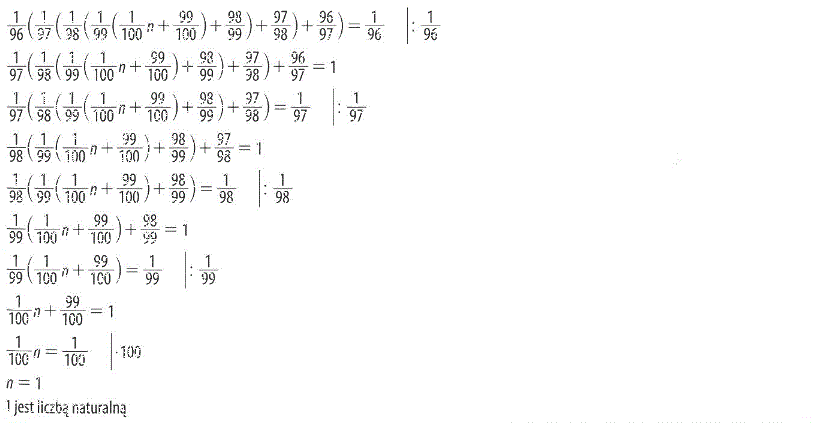 1/96(1/97(1/98(1/99(1/100 n + 99/100) + 98/99) + 97/98) + 96/97) = 1/96 | : 1/96
1/97(1/98(1/99(1/100 n + 99/100) + 98/99) + 97/98) + 96/97 = 1
1/97(1/98(1/99(1/100 n + 99/100) + 98/99) + 97/98) = 1/97 | : 1/97
1/98(1/99(1/100 n + 99/100) + 98/99) + 97/98 = 1
1/98(1/99(1/100 n + 99/100) + 98/99) = 1/98 | : 1/98
1/99(1/100 n + 99/100) + 98/99 = 1
1/99(1/100 n + 99/100) = 1/99 | : 1/99
1/100 n + 99/100 = 1
1/100 n = 1/100 | · 100
n = 1
1 jest liczbą naturalną